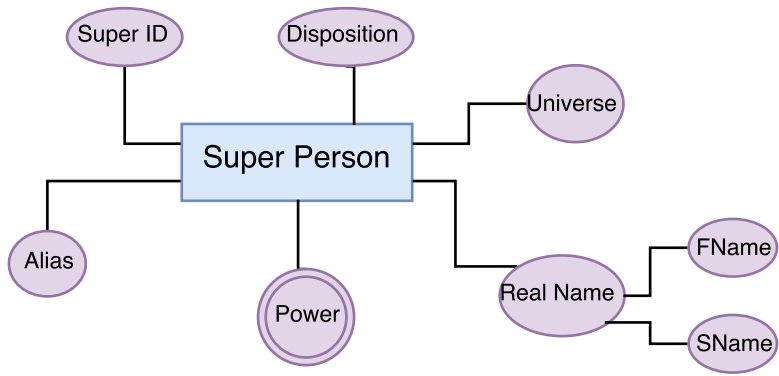 Super ID
Disposition
Universe
Super Person
Alias
Power
Real Name
FName
SName